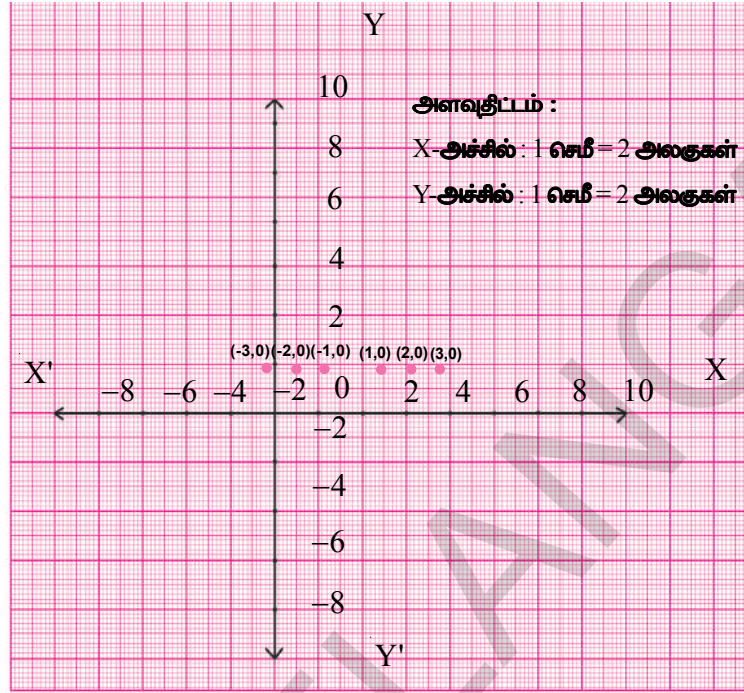 Y
10
அளவுதிட்டம் :
8
X-அச்சில் : 1 செமீ = 2 அலகுகள்
6
Y-அச்சில் : 1 செமீ = 2 அலகுகள்
4
2
(-3,0) (-2,0) (-1,0) (1,0) (2,0) (3,0)
X' X
–8 –6 –4 –2 0 2 4 6 8 10
–2
–4
–6
–8
Y'